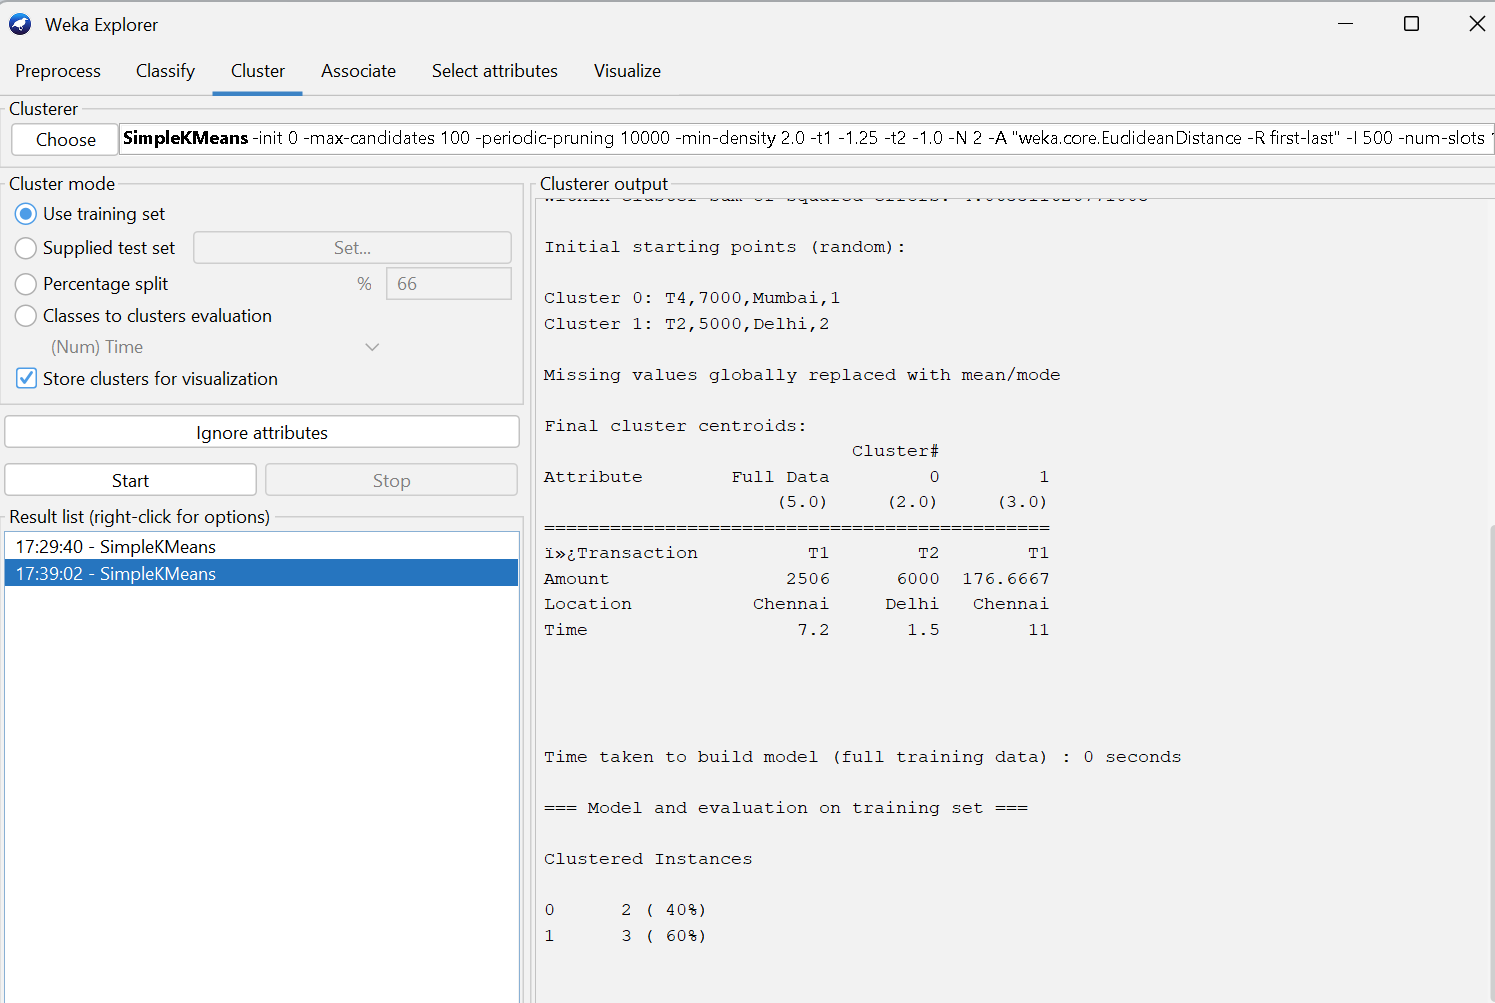 Weka Explorer
Preprocess Classify Cluster Associate Select attributes Visualize
Clusterer
Choose SimpleKMeans -init 0 -max-candidates 100 -periodic-pruning 10000 -min-density 2.0 -t1 -1.25 -t2 -1.0 -N 2 -A "weka.core.EuclideanDistance -R first-last" -I 500 -num-slots 1
Cluster mode
Use training set
Supplied test set Set...
Percentage split % 66
Classes to clusters evaluation
(Num) Time
Store clusters for visualization
Ignore attributes
Start Stop
Result list (right-click for options)
17:29:40 - SimpleKMeans
17:39:02 - SimpleKMeans
Clusterer output
Initial starting points (random):
Cluster 0: T4,7000,Mumbai,1
Cluster 1: T2,5000,Delhi,2
Missing values globally replaced with mean/mode
Final cluster centroids:
Cluster#
Attribute Full Data 0 1
(5.0) (2.0) (3.0)
==============================================
ï»¿Transaction T1 T2 T1
Amount 2506 6000 176.6667
Location Chennai Delhi Chennai
Time 7.2 1.5 11
Time taken to build model (full training data) : 0 seconds
=== Model and evaluation on training set ===
Clustered Instances
0 2 ( 40%)
1 3 ( 60%)